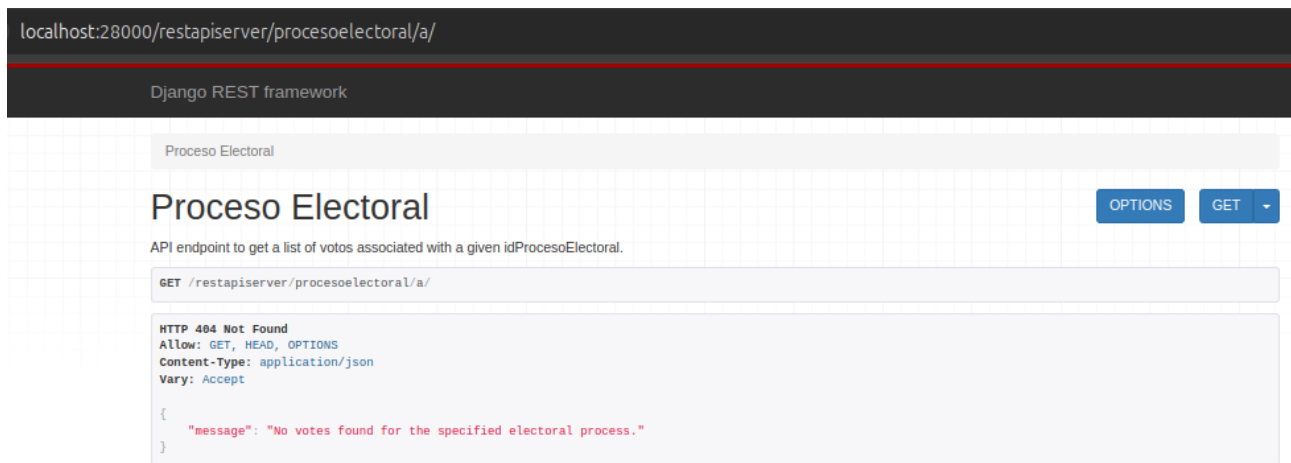 localhost:28000/restapiserver/procesoelectoral/a/
Django REST framework
Proceso Electoral
Proceso Electoral
OPTIONS
GET
API endpoint to get a list of votos associated with a given idProcesoElectoral.
GET /restapiserver/procesoelectoral/a/
HTTP 404 Not Found
Allow: GET, HEAD, OPTIONS
Content-Type: application/json
Vary: Accept
{
"message": "No votes found for the specified electoral process."
}